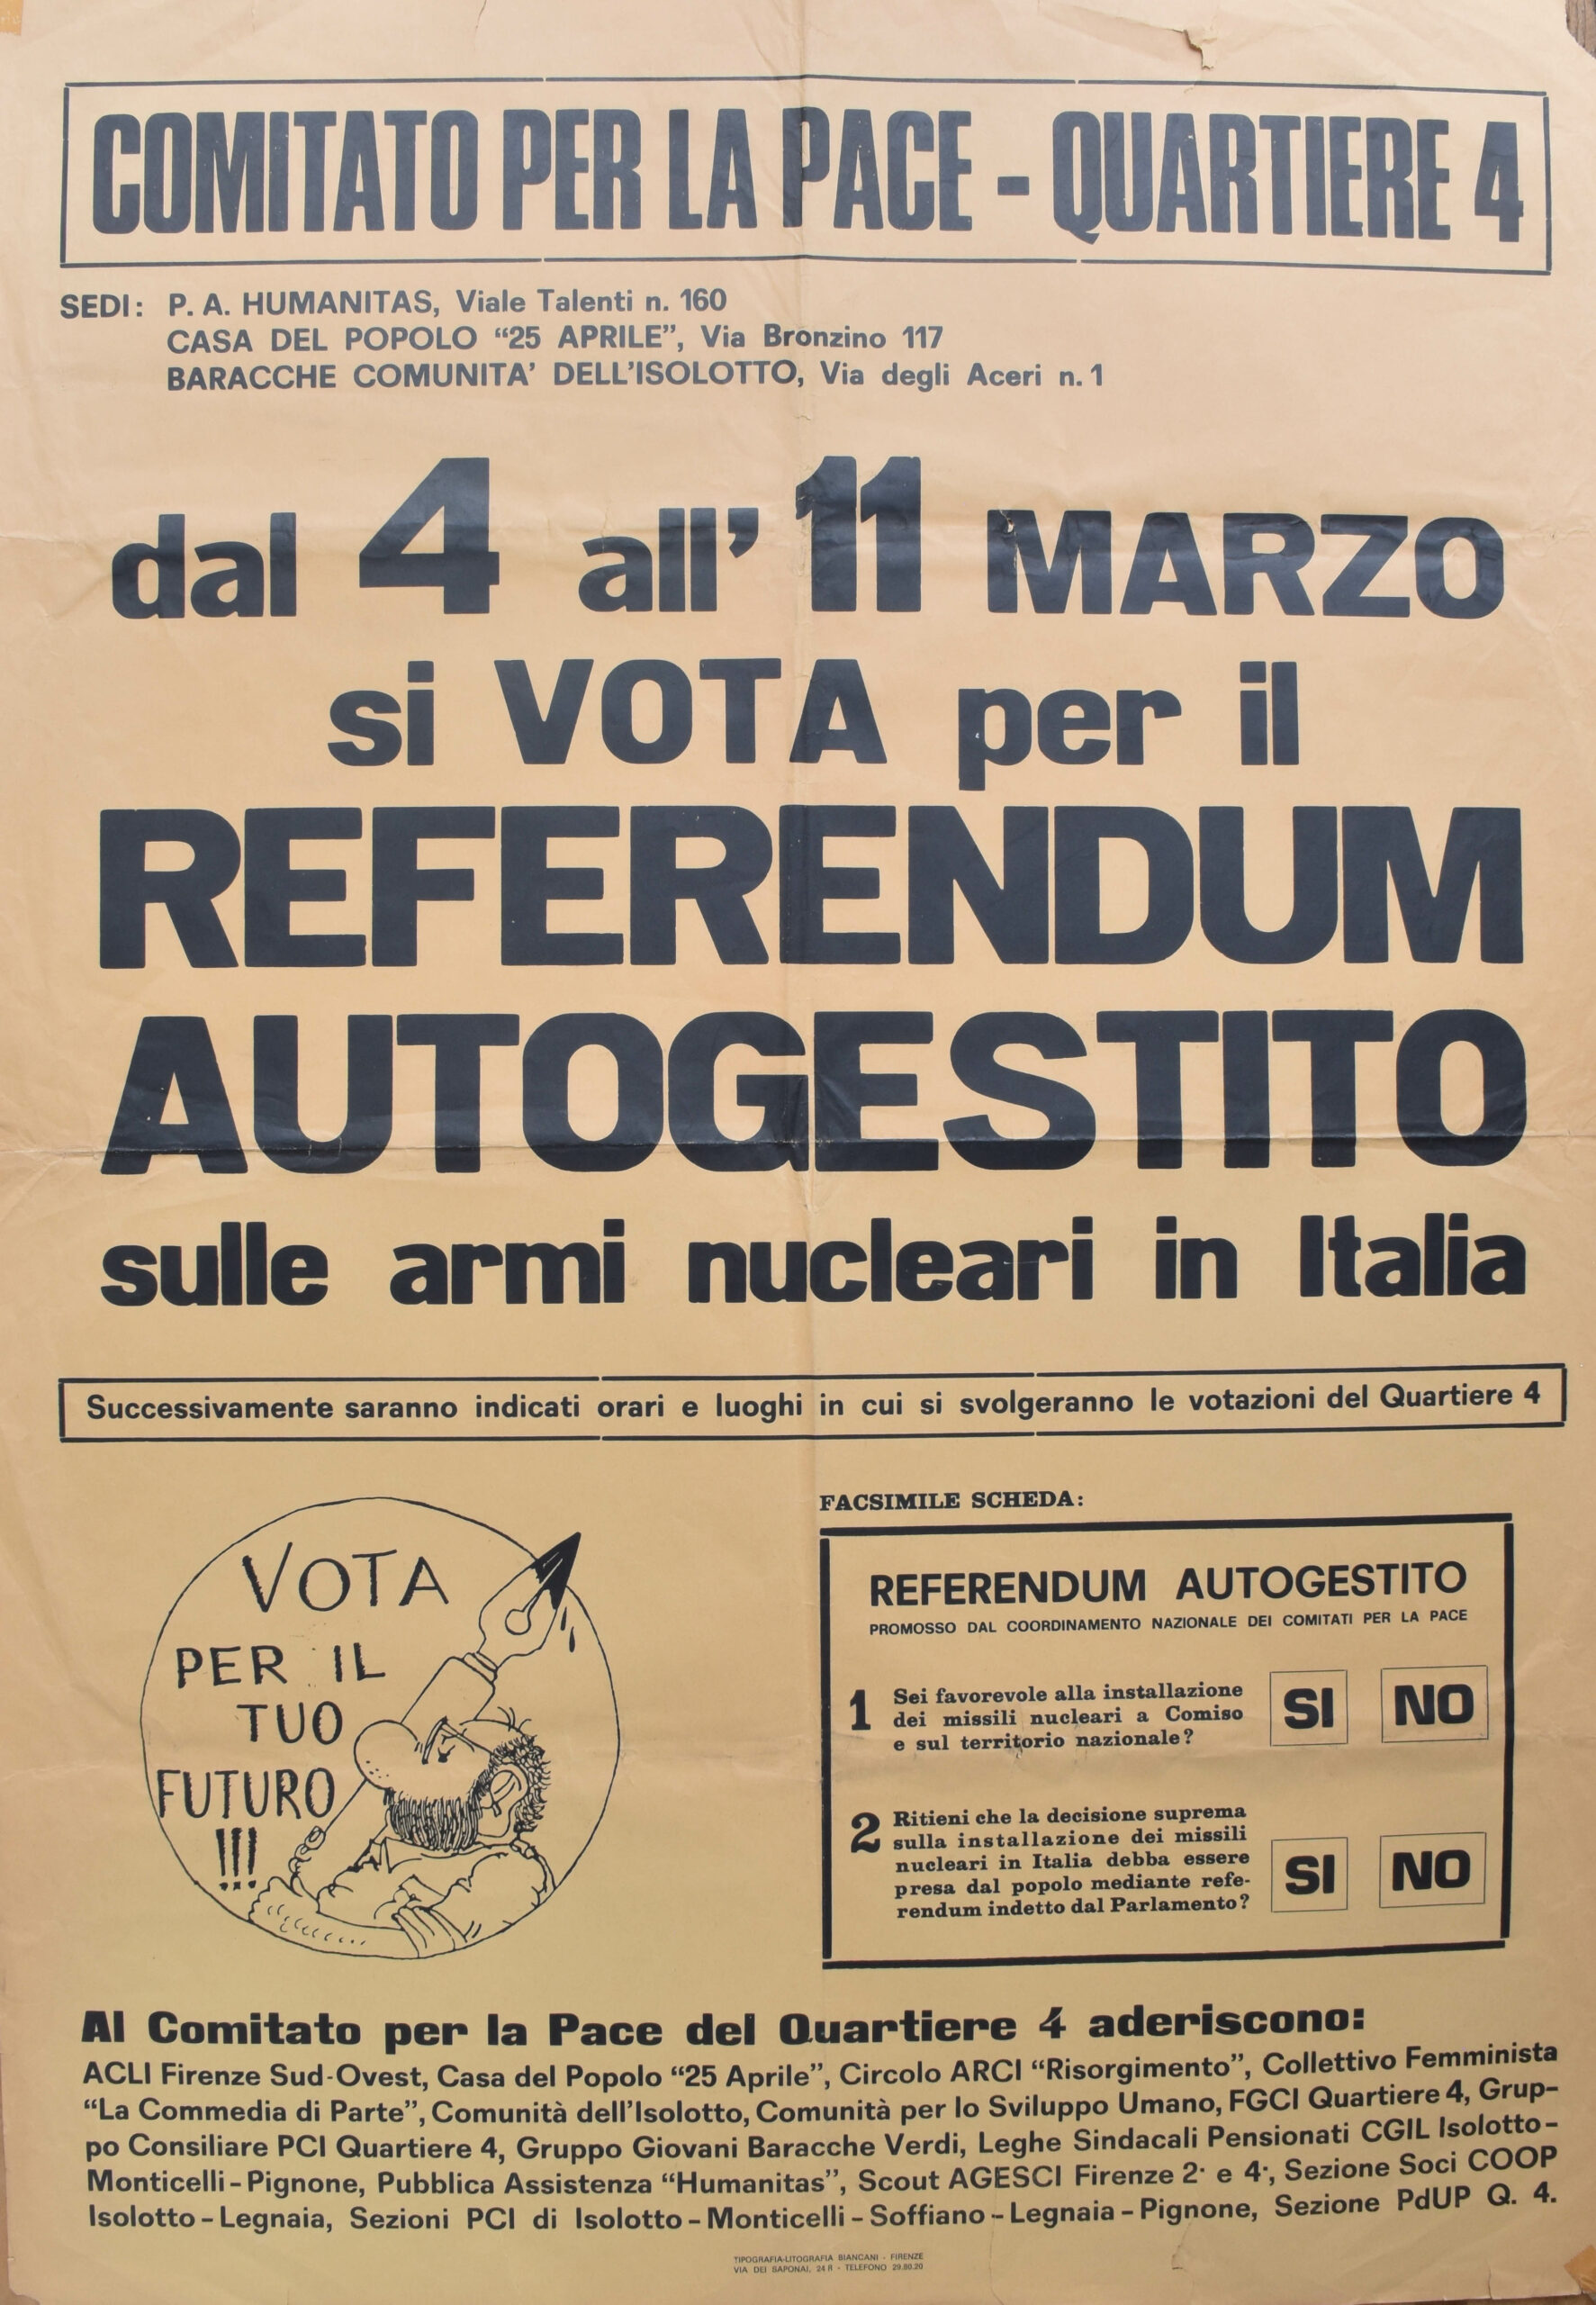 COMITATO PER LA PACE - QUARTIERE 4
SEDI: P. A. HUMANITAS, Viale Talenti n. 160
CASA DEL POPOLO “25 APRILE”, Via Bronzino 117
BARACCHE COMUNITA’ DELL’ISOLOTTO, Via degli Aceri n. 1
dal 4 all’ 11 MARZO
si VOTA per il
REFERENDUM
AUTOGESTITO
sulle armi nucleari in Italia
Successivamente saranno indicati orari e luoghi in cui si svolgeranno le votazioni del Quartiere 4
VOTA
PER IL
TUO
FUTURO
!!!
FACSIMILE SCHEDA:
REFERENDUM AUTOGESTITO
PROMOSSO DAL COORDINAMENTO NAZIONALE DEI COMITATI PER LA PACE
1 Sei favorevole alla installazione
dei missili nucleari a Comiso
e sul territorio nazionale?
SI NO
2 Ritieni che la decisione suprema
sulla installazione dei missili
nucleari in Italia debba essere
presa dal popolo mediante refe-
rendum indetto dal Parlamento?
SI NO
Al Comitato per la Pace del Quartiere 4 aderiscono:
ACLI Firenze Sud-Ovest, Casa del Popolo “25 Aprile”, Circolo ARCI “Risorgimento”, Collettivo Femminista
“La Commedia di Parte”, Comunità dell’Isolotto, Comunità per lo Sviluppo Umano, FGCI Quartiere 4, Grup-
po Consiliare PCI Quartiere 4, Gruppo Giovani Baracche Verdi, Leghe Sindacali Pensionati CGIL Isolotto-
Monticelli-Pignone, Pubblica Assistenza “Humanitas”, Scout AGESCI Firenze 2· e 4·, Sezione Soci COOP
Isolotto-Legnaia, Sezioni PCI di Isolotto-Monticelli-Soffiano-Legnaia-Pignone, Sezione PdUP Q. 4.
TIPOGRAFIA-LITOGRAFIA BIANCANI - FIRENZE
VIA DEI SAPONAI, 24 R - TELEFONO 29.80.20